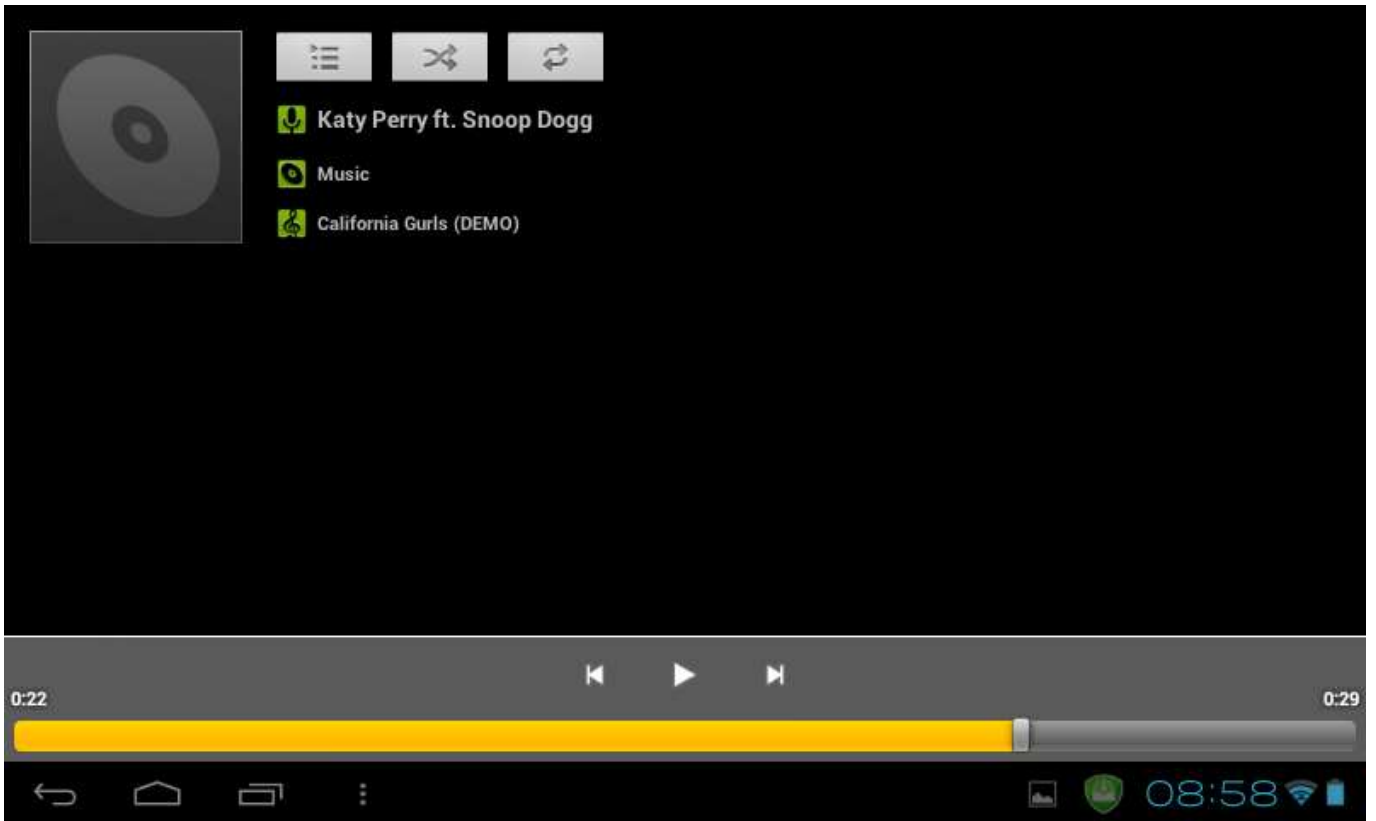 Katy Perry ft. Snoop Dogg
Music
California Gurls (DEMO)
0:22
0:29
08:58